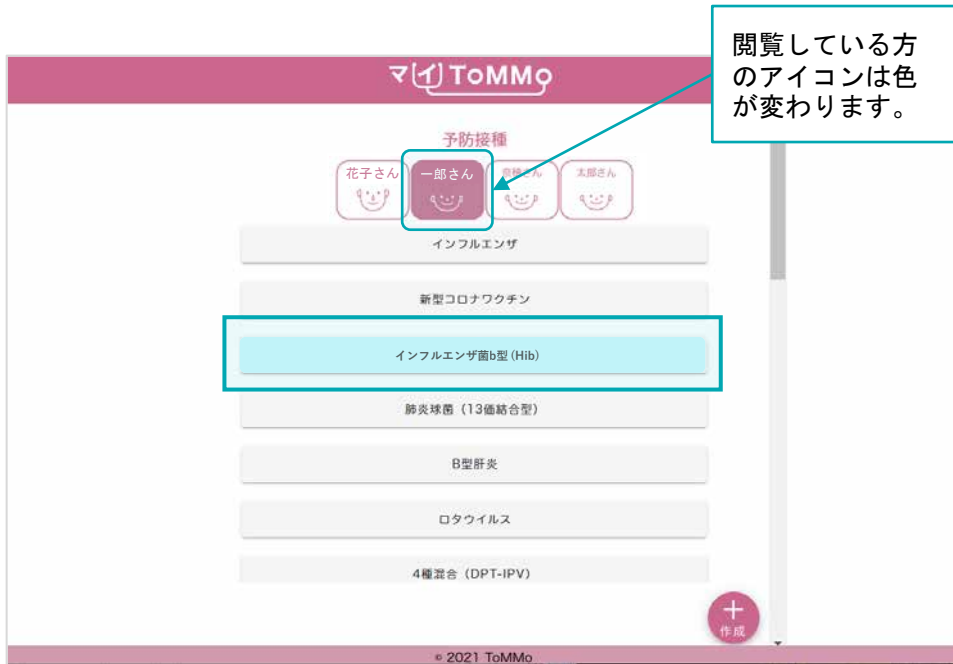 閲覧している方
のアイコンは色
が変わります。
マ[イ] ToMMo
予防接種
花子さん 一郎さん 太郎さん
インフルエンザ
新型コロナワクチン
インフルエンザ菌b型(Hib)
肺炎球菌（13価結合型）
B型肝炎
ロタウイルス
4種混合（DPT-IPV）
＋
作成
© 2021 ToMMo